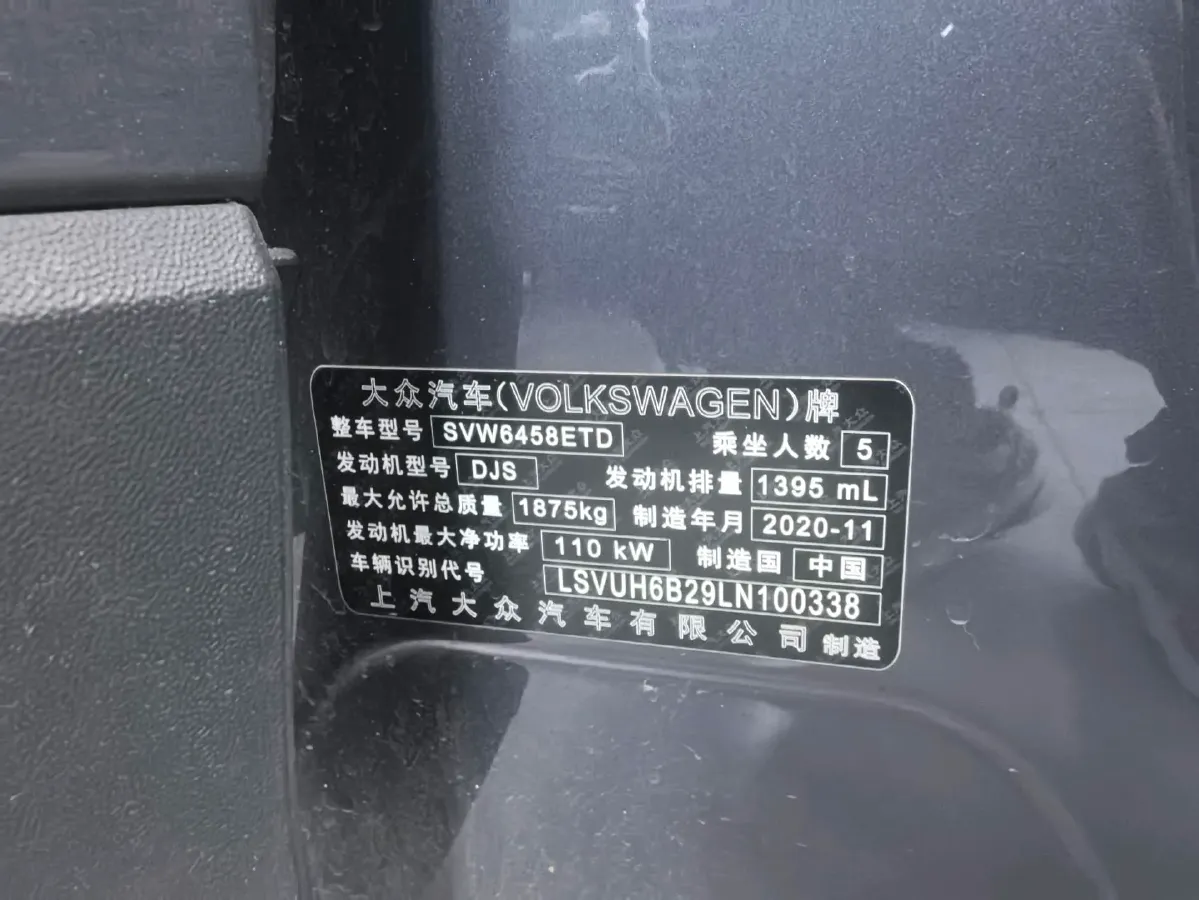 大众汽车(VOLKSWAGEN)牌
整车型号 SVW6458ETD 乘坐人数 5
发动机型号 DJS 发动机排量 1395 mL
最大允许总质量 1875kg 制造年月 2020-11
发动机最大净功率 110 kW 制造国 中国
车辆识别代号 LSVUH6B29LN100338
上汽大众汽车有限公司 制造